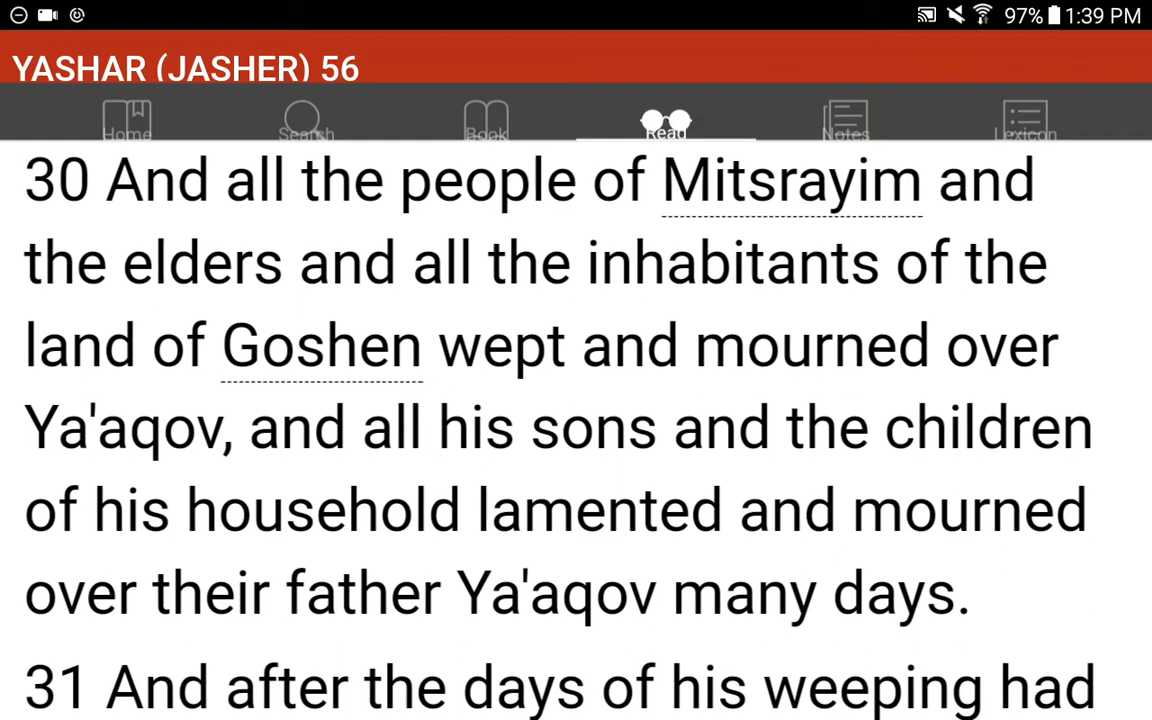 97% 1:39 PM
YASHAR (JASHER) 56
Home Search Book Read Notes Lexicon
30 And all the people of Mitsrayim and
the elders and all the inhabitants of the
land of Goshen wept and mourned over
Ya'aqov, and all his sons and the children
of his household lamented and mourned
over their father Ya'aqov many days.
31 And after the days of his weeping had